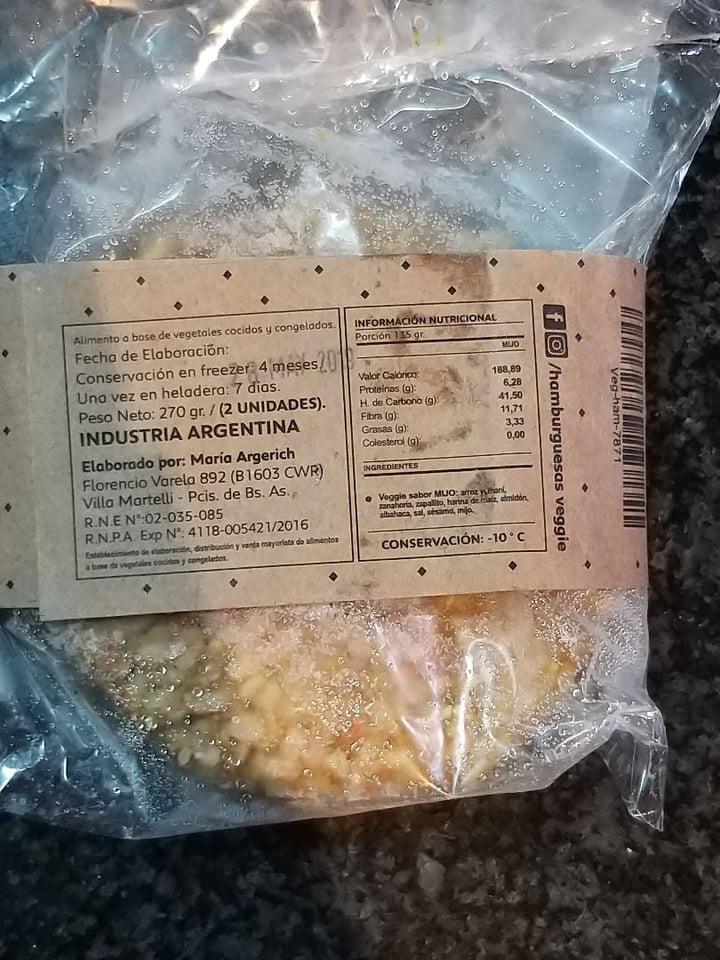 Alimento a base de vegetales cocidos y congelados.
Fecha de Elaboración:
MAY 201
Conservación en freezer: 4 meses
Una vez en heladera: 7 días.
Peso Neto: 270 gr. / (2 UNIDADES).
INDUSTRIA ARGENTINA
Elaborado por: María Argerich
Florencio Varela 892 (B1603 CWR)
Villa Martelli - Pcis. de Bs. As.
R.N.E N°:02-035-085
R.N.P.A. Exp N°: 4118-005421/2016
Establecimiento de elaboración, distribución y venta mayorista de alimentos
a base de vegetales cocidos y congelados.
INFORMACIÓN NUTRICIONAL
Porción 135 gr.
MIJO
Valor Calórico: 188,89
Proteínas (g): 6,28
H. de Carbono (g): 41,50
Fibra (g): 11,71
Grasas (g): 3,33
Colesterol (g): 0,00
INGREDIENTES
Veggie sabor MIJO: arroz yamaní,
zanahoria, zapallito, harina de maíz, almidón,
albahaca, sal, sésamo, mijo.
CONSERVACIÓN: -10°C
/hamburguesas veggie
Veg-ham-7871